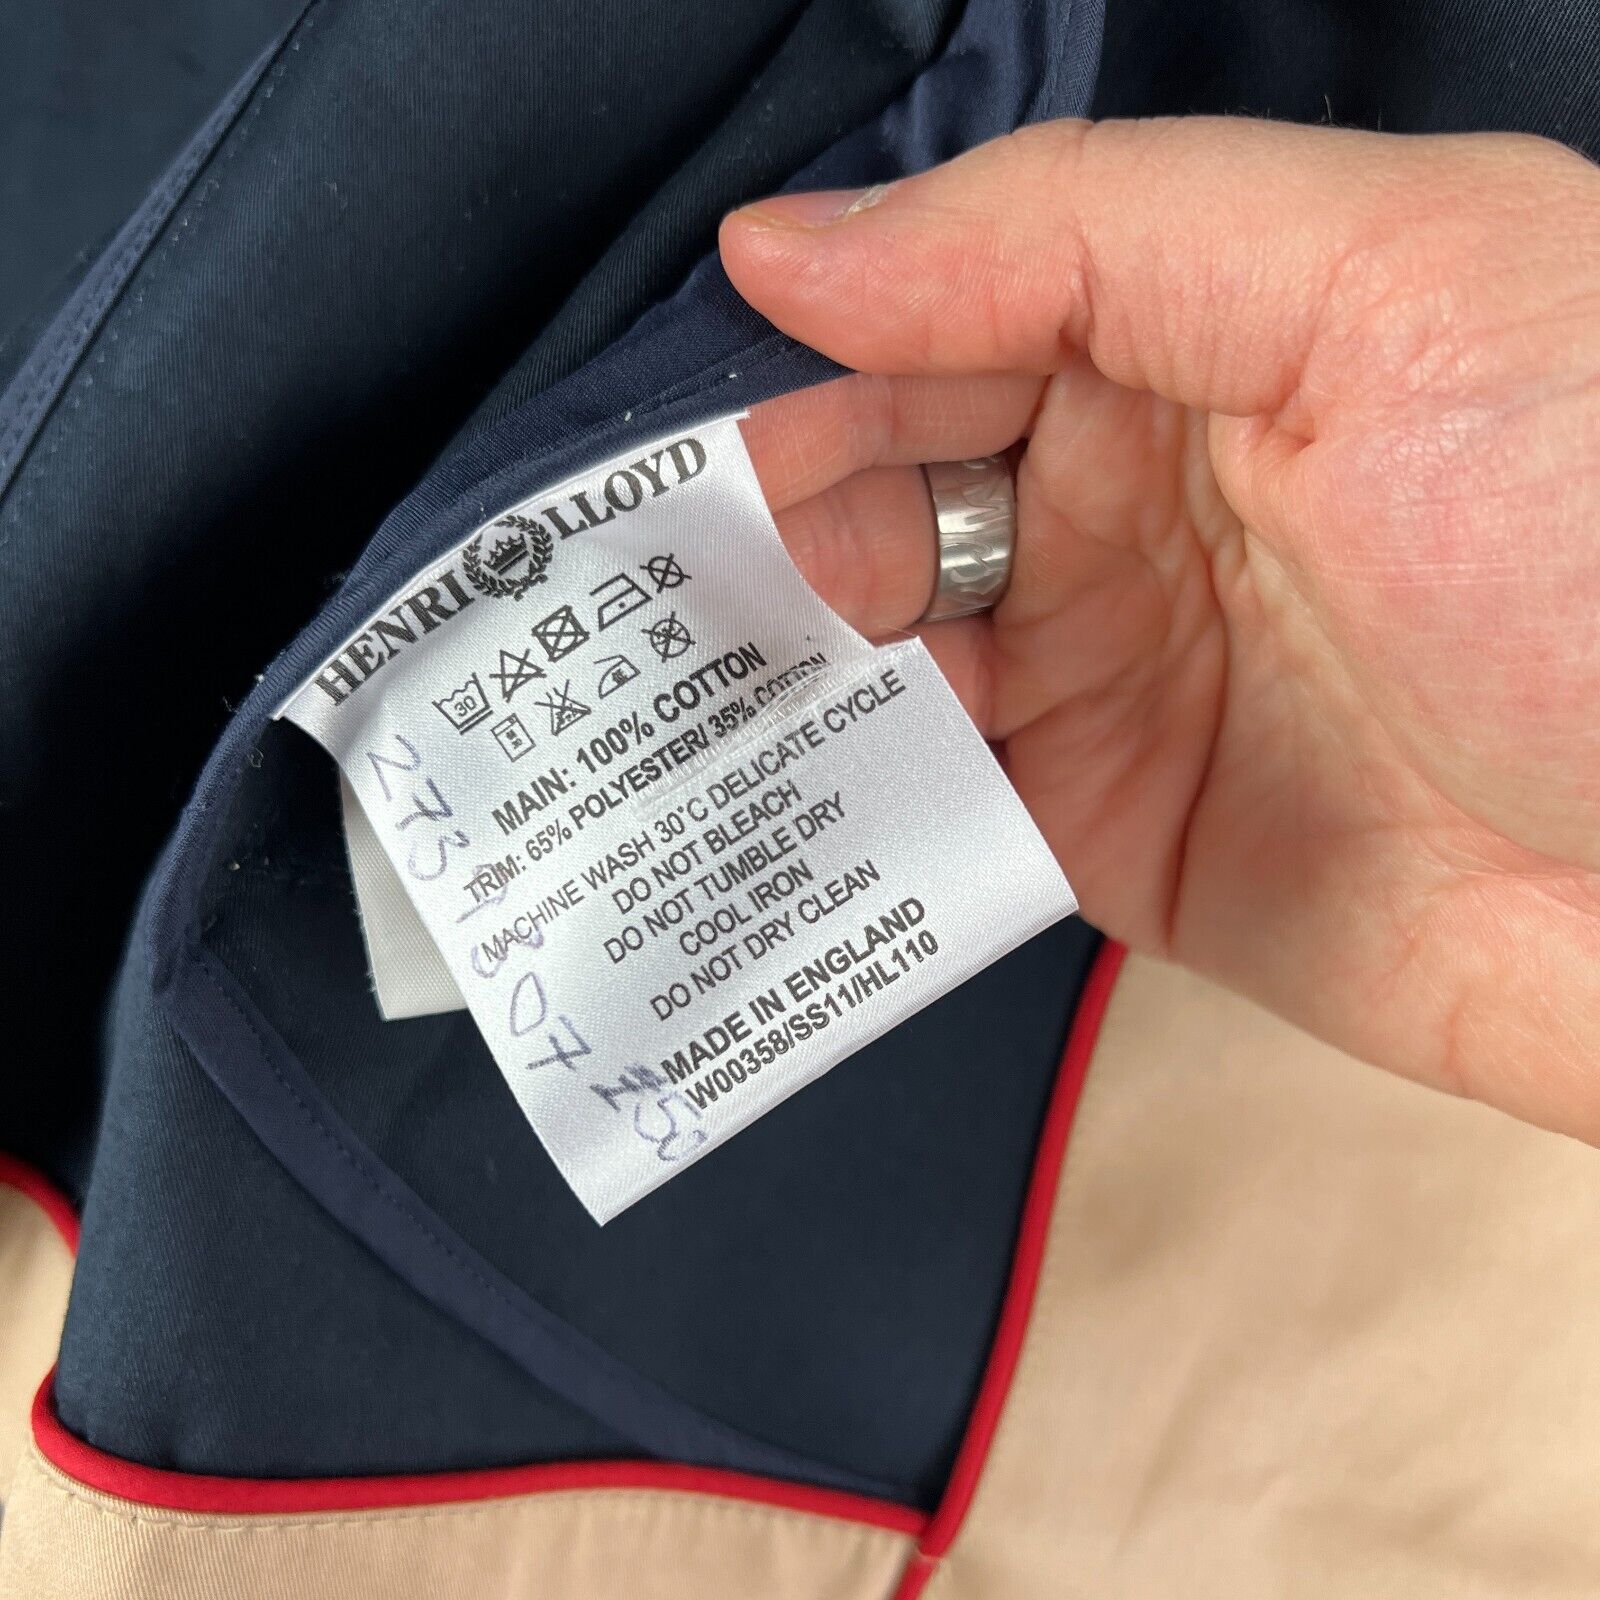 HENRI LLOYD
30
MAIN: 100% COTTON
TRIM: 65% POLYESTER/ 35% COTTON
MACHINE WASH 30°C DELICATE CYCLE
DO NOT BLEACH
DO NOT TUMBLE DRY
COOL IRON
DO NOT DRY CLEAN
MADE IN ENGLAND
W00358/SS11/HL110
273